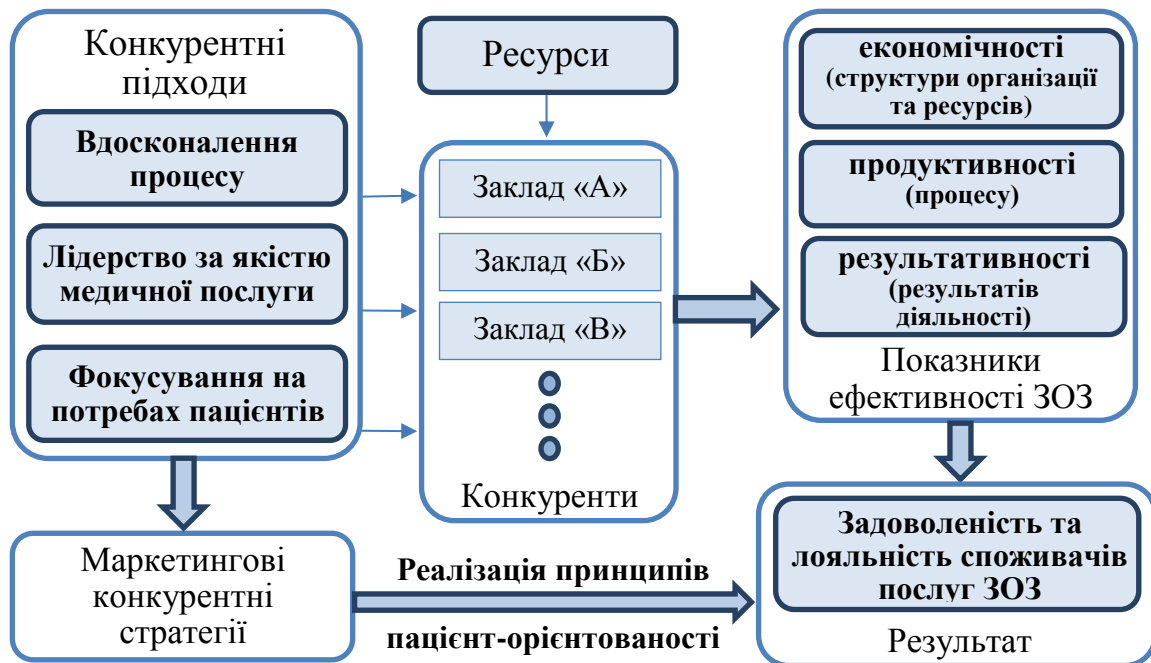 Конкурентні
підходи
Вдосконалення
процесу
Лідерство за якістю
медичної послуги
Фокусування на
потребах пацієнтів
Ресурси
Заклад «А»
Заклад «Б»
Заклад «В»
Конкуренти
економічності
(структури організації
та ресурсів)
продуктивності
(процесу)
результативності
(результатів
діяльності)
Показники
ефективності ЗОЗ
Маркетингові
конкурентні
стратегії
Реалізація принципів
пацієнт-орієнтованості
Задоволеність та
лояльність споживачів
послуг ЗОЗ
Результат